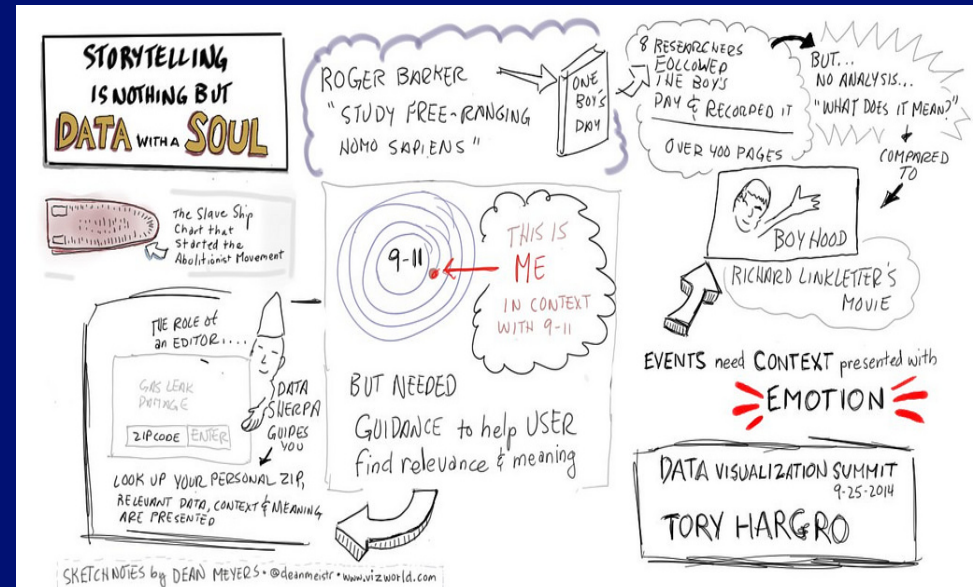 STORYTELLING
IS NOTHING BUT
DATA WITH A SOUL
The Slave Ship
Chart that
Started the
Abolitionist Movement
ROGER BARKER
"STUDY FREE-RANGING
HOMO SAPIENS"
ONE
BOY'S
DAY
8 RESEARCHERS
FOLLOWED
THE BOY'S
DAY & RECORDED IT
OVER 400 PAGES
BUT...
NO ANALYSIS...
"WHAT DOES IT MEAN?"
COMPARED
TO
BOYHOOD
RICHARD LINKLETTER'S
MOVIE
9-11
THIS IS
ME
IN CONTEXT
WITH 9-11
BUT NEEDED
GUIDANCE to help USER
find relevance & meaning
THE ROLE of
an EDITOR....
GAS LEAK
DAMAGE
ZIPCODE ENTER
DATA
SHERPA
GUIDES
YOU
LOOK UP YOUR PERSONAL ZIP,
RELEVANT DATA, CONTEXT & MEANING
ARE PRESENTED
EVENTS need CONTEXT presented with
EMOTION
DATA VISUALIZATION SUMMIT
9-25-2014
TORY HARGRO
SKETCHNOTES by DEAN MEYERS • @deanmeistr • www.vizworld.com